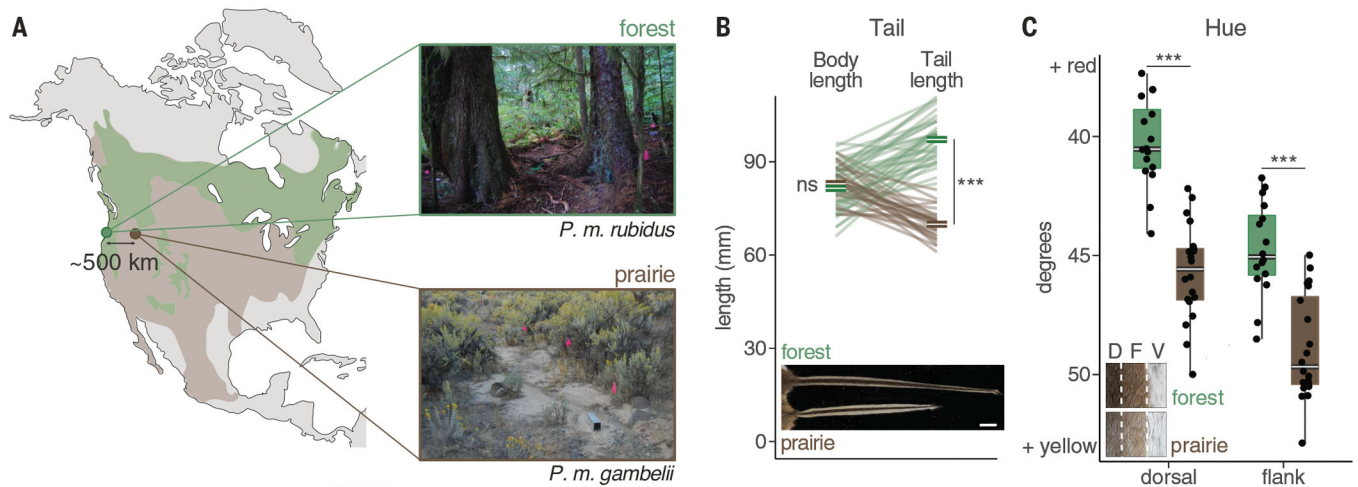 A
forest
P. m. rubidus
~500 km
prairie
P. m. gambelii
B
Tail
Body
length
Tail
length
length (mm)
90
60
30
0
ns
***
forest
prairie
C
Hue
+ red
degrees
40
45
50
+ yellow
***
***
D F V
forest
prairie
dorsal
flank